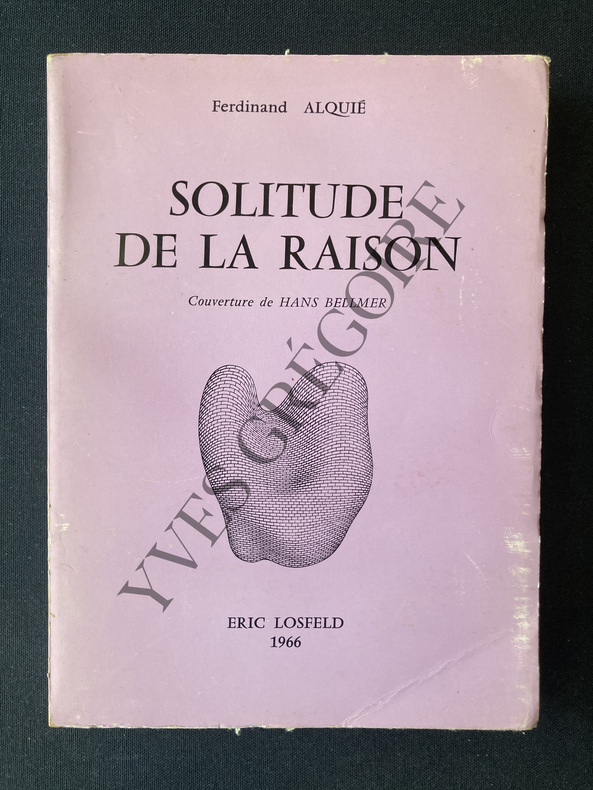 Ferdinand ALQUIÉ
SOLITUDE
DE LA RAISON
Couverture de HANS BELLMER
YVES GRÉGOIRE
ERIC LOSFELD
1966